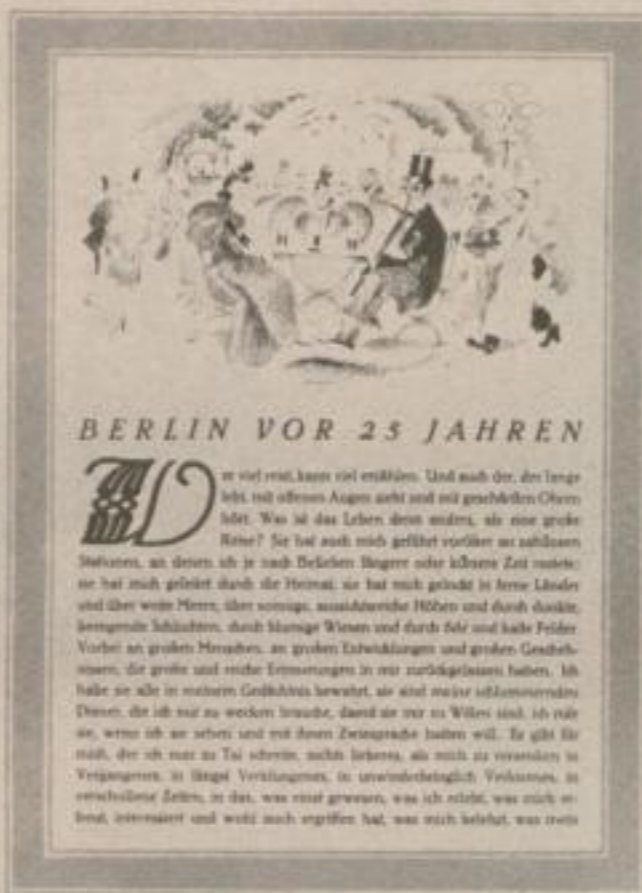 BERLIN VOR 25 JAHREN
Wer viel reist, kann viel erzählen. Und auch der, der lange
lebt, mit offenen Augen sieht und mit geschärften Ohren
hört. Was ist das Leben denn anders, als eine große
Reise? Sie hat auch mich geführt vorüber an zahllosen
Stationen, an denen ich je nach Belieben längere oder kürzere Zeit rastete;
sie hat mich geleitet durch die Heimat, sie hat mich gelockt in ferne Länder
und über weite Meere, über sonnige, aussichtsreiche Höhen und durch dunkle,
beengende Schluchten, durch blumige Wiesen und durch öde und kalte Felder.
Vorbei an großen Menschen, an großen Entwicklungen und großen Gescheh-
nissen, die große und reiche Erinnerungen in mir zurückgelassen haben. Ich
habe sie alle in meinem Gedächtnis bewahrt, sie sind meine schlummernden
Diener, die ich nur zu wecken brauche, damit sie mir zu Willen sind, ich rufe
sie, wenn ich sie sehen und mit ihnen Zwiesprache halten will. Es gibt für
mich, der ich nun zu Tal schreite, nichts lieberes, als mich zu versenken in
Vergangenes, in längst Verklungenes, in unwiederbringlich Verlorenes, in
verschollene Zeiten, in das, was einst gewesen, was ich erlebt, was mich er-
freut, interessiert und wohl auch ergriffen hat, was mich belehrt, was mein